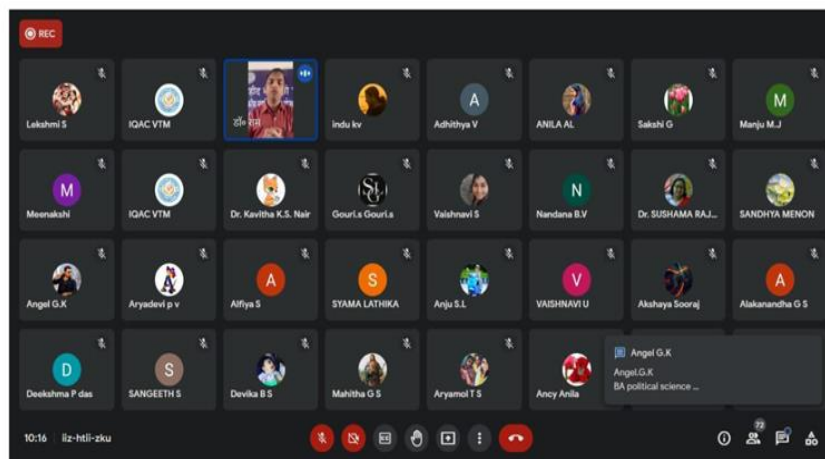 REC
Lekshmi S
IQAC VTM
डॉ० राम
indu kv
A
Adhithya V
ANILA AL
Sakshi G
M
Manju M.J
M
Meenakshi
IQAC VTM
Dr. Kavitha K.S. Nair
Gouri.s Gouri.s
Vaishnavi S
N
Nandana B.V
Dr. SUSHAMA RAJ...
SANDHYA MENON
Angel G.K
Aryadevi p v
A
Alfiya S
S
SYAMA LATHIKA
Anju S.L
V
VAISHNAVI U
Akshaya Sooraj
A
Alakanandha G S
D
Deekshma P das
S
SANGEETH S
Devika B S
Mahitha G S
Aryamol T S
Ancy Anila
Angel G.K
Angel.G.K
BA political science ...
10:16
iiz-htii-zku
72